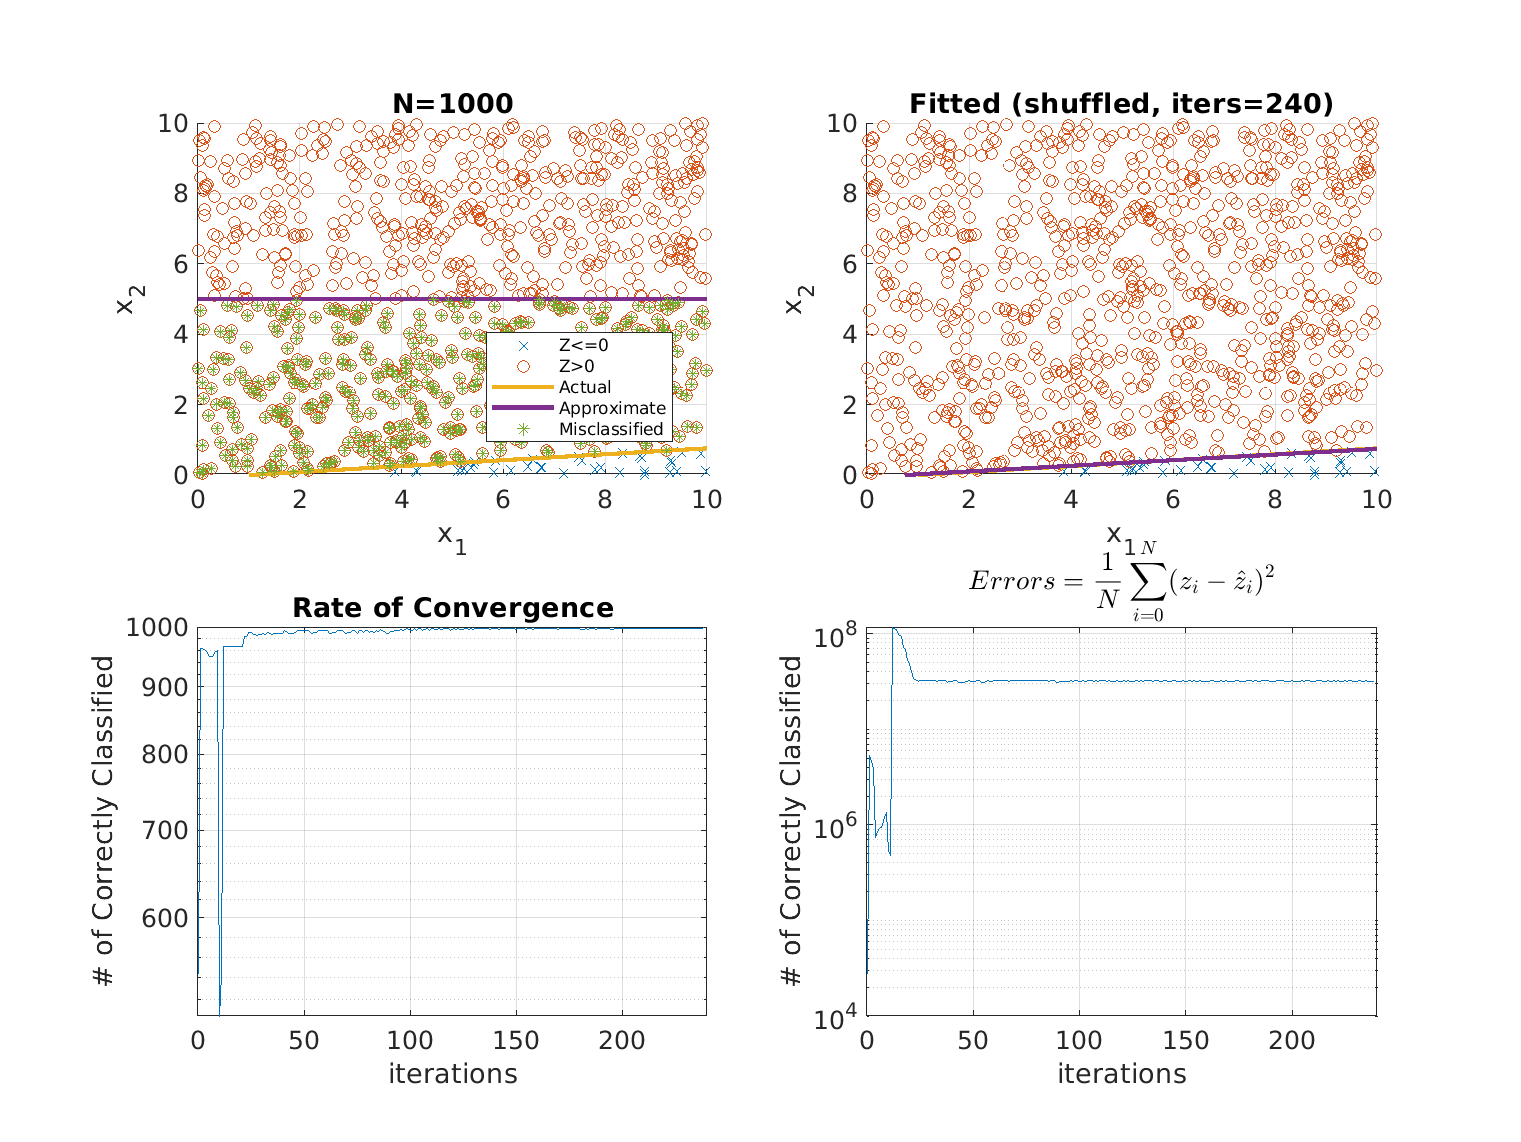 N=1000
10
8
6
4
2
0
x2
0 2 4 6 8 10
x1
Z<=0
Z>0
Actual
Approximate
Misclassified
Fitted (shuffled, iters=240)
10
8
6
4
2
0
x2
0 2 4 6 8 10
x1
Rate of Convergence
1000
900
800
700
600
# of Correctly Classified
0 50 100 150 200
iterations
Errors = 1/N ∑_{i=0}^{N} (z_i − ẑ_i)^2
10^8
10^6
10^4
# of Correctly Classified
0 50 100 150 200
iterations